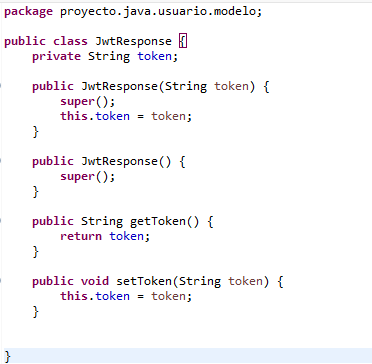 package proyecto.java.usuario.modelo;
public class JwtResponse {
private String token;
public JwtResponse(String token) {
super();
this.token = token;
}
public JwtResponse() {
super();
}
public String getToken() {
return token;
}
public void setToken(String token) {
this.token = token;
}
}